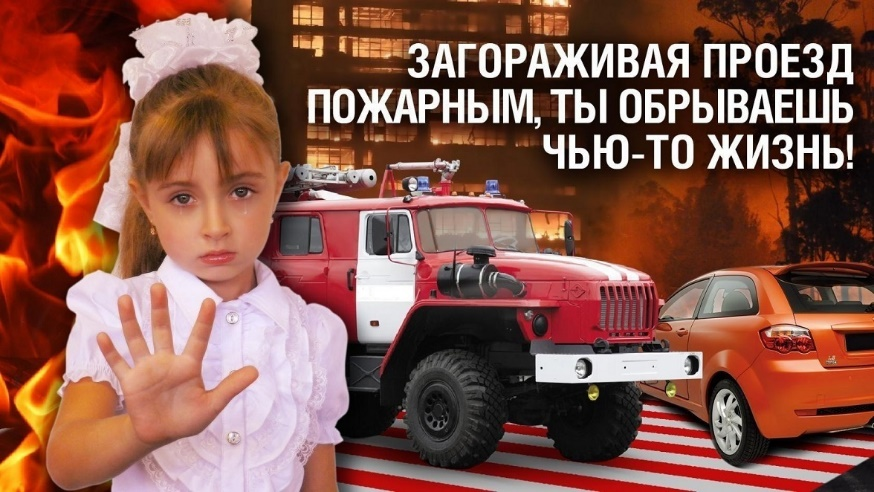 ЗАГОРАЖИВАЯ ПРОЕЗД
ПОЖАРНЫМ, ТЫ ОБРЫВАЕШЬ
ЧЬЮ-ТО ЖИЗНЬ!